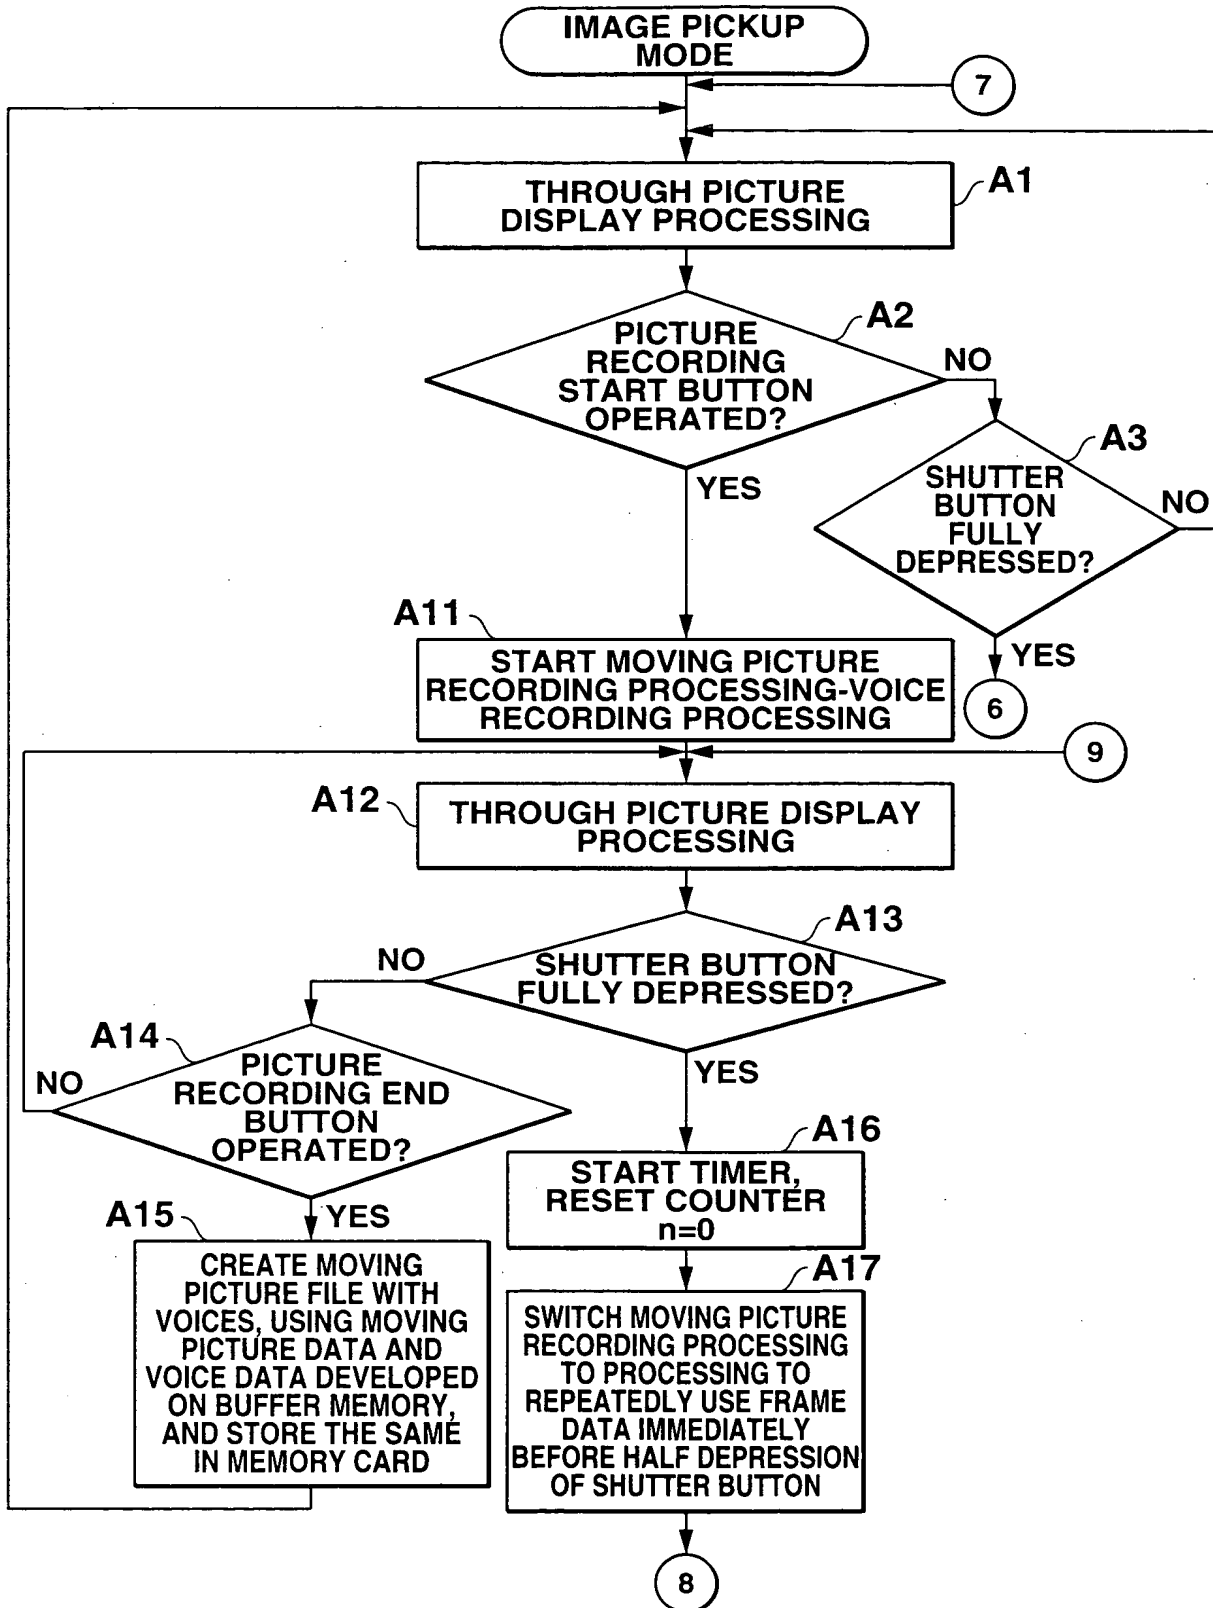 IMAGE PICKUP
MODE
7
A1
THROUGH PICTURE
DISPLAY PROCESSING
A2
PICTURE
RECORDING
START BUTTON
OPERATED?
NO
YES
A3
SHUTTER
BUTTON
FULLY
DEPRESSED?
NO
YES
6
A11
START MOVING PICTURE
RECORDING PROCESSING-VOICE
RECORDING PROCESSING
9
A12
THROUGH PICTURE DISPLAY
PROCESSING
A13
SHUTTER BUTTON
FULLY DEPRESSED?
NO
YES
A14
PICTURE
RECORDING END
BUTTON
OPERATED?
NO
YES
A15
CREATE MOVING
PICTURE FILE WITH
VOICES, USING MOVING
PICTURE DATA AND
VOICE DATA DEVELOPED
ON BUFFER MEMORY,
AND STORE THE SAME
IN MEMORY CARD
A16
START TIMER,
RESET COUNTER
n=0
A17
SWITCH MOVING PICTURE
RECORDING PROCESSING
TO PROCESSING TO
REPEATEDLY USE FRAME
DATA IMMEDIATELY
BEFORE HALF DEPRESSION
OF SHUTTER BUTTON
8